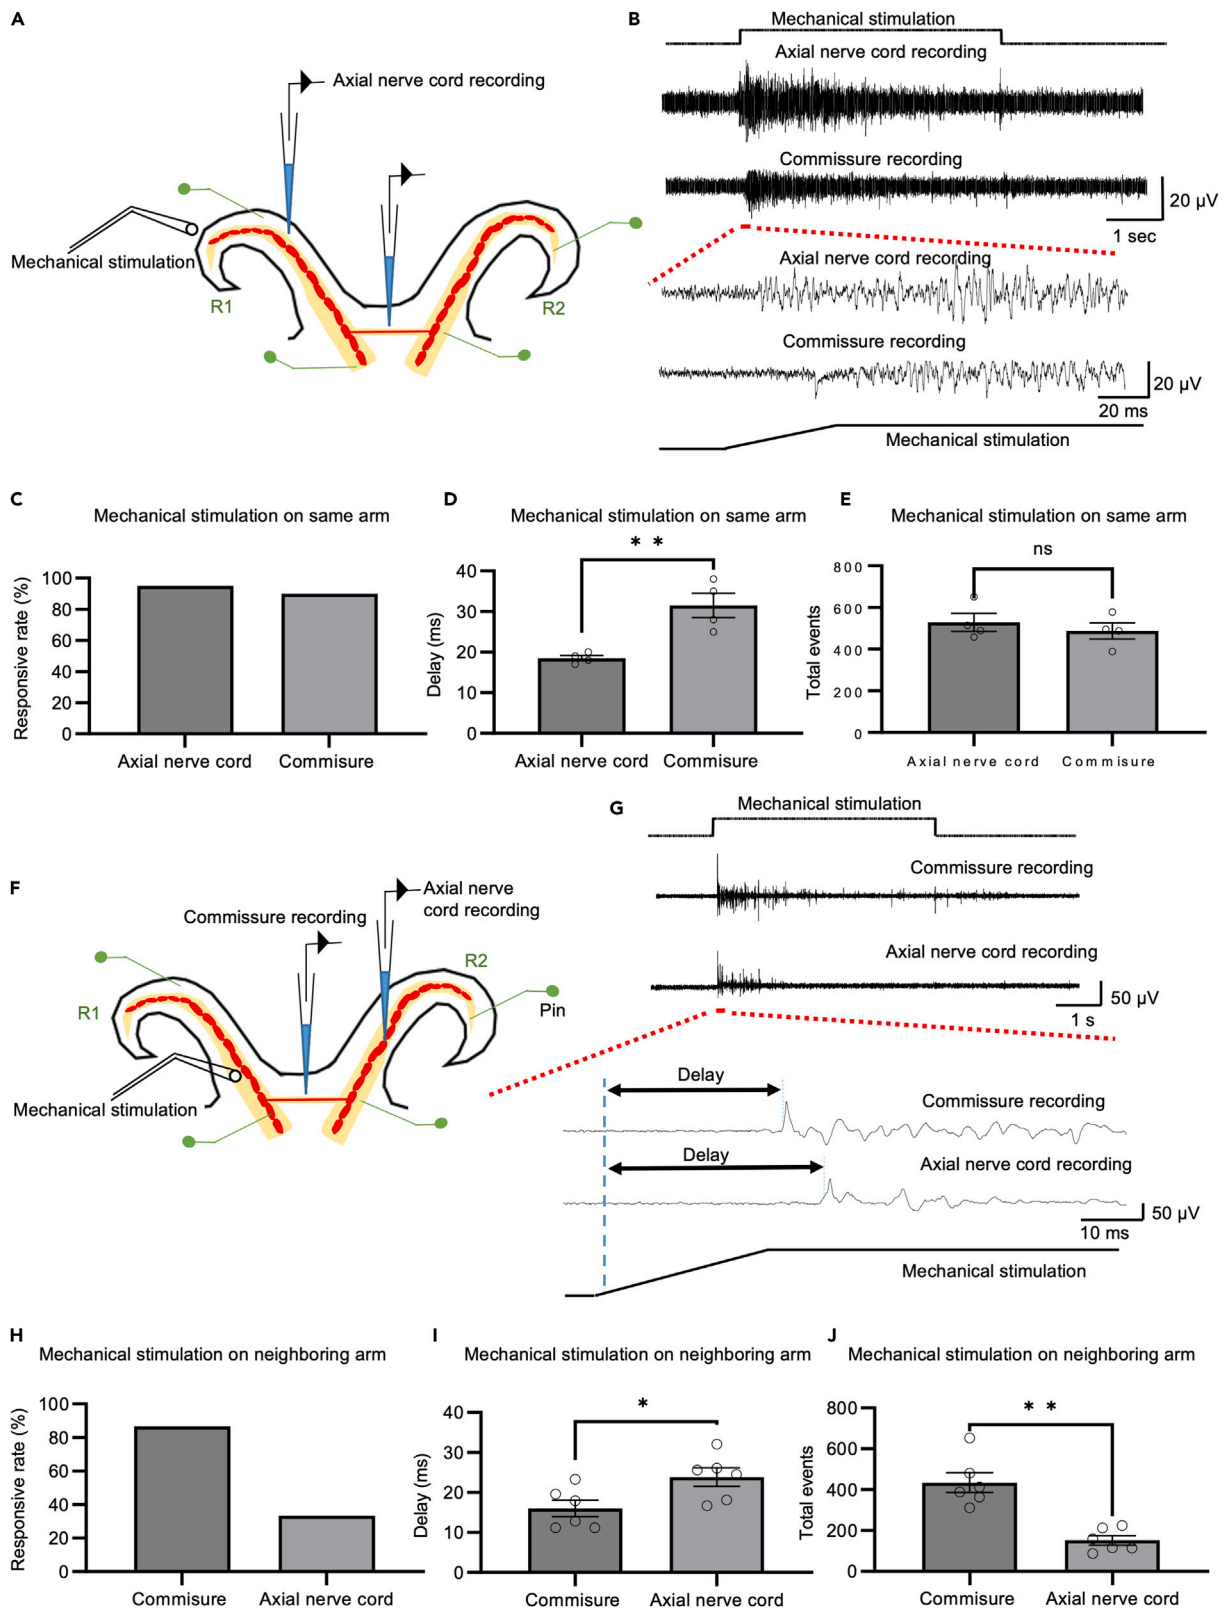 A
Axial nerve cord recording
Mechanical stimulation
R1
R2
B
Mechanical stimulation
Axial nerve cord recording
Commissure recording
20 µV
1 sec
Axial nerve cord recording
Commissure recording
20 µV
20 ms
Mechanical stimulation
C
Mechanical stimulation on same arm
Responsive rate (%)
100
80
60
40
20
0
Axial nerve cord
Commisure
D
Mechanical stimulation on same arm
* *
Delay (ms)
40
30
20
10
0
Axial nerve cord
Commisure
E
Mechanical stimulation on same arm
ns
Total events
800
600
400
200
0
Axial nerve cord
Commisure
F
Commissure recording
Axial nerve
cord recording
R1
R2
Pin
Mechanical stimulation
G
Mechanical stimulation
Commissure recording
Axial nerve cord recording
50 µV
1 s
Delay
Commissure recording
Delay
Axial nerve cord recording
50 µV
10 ms
Mechanical stimulation
H
Mechanical stimulation on neighboring arm
Responsive rate (%)
100
80
60
40
20
0
Commisure
Axial nerve cord
I
Mechanical stimulation on neighboring arm
*
Delay (ms)
40
30
20
10
0
Commisure
Axial nerve cord
J
Mechanical stimulation on neighboring arm
* *
Total events
800
600
400
200
0
Commisure
Axial nerve cord